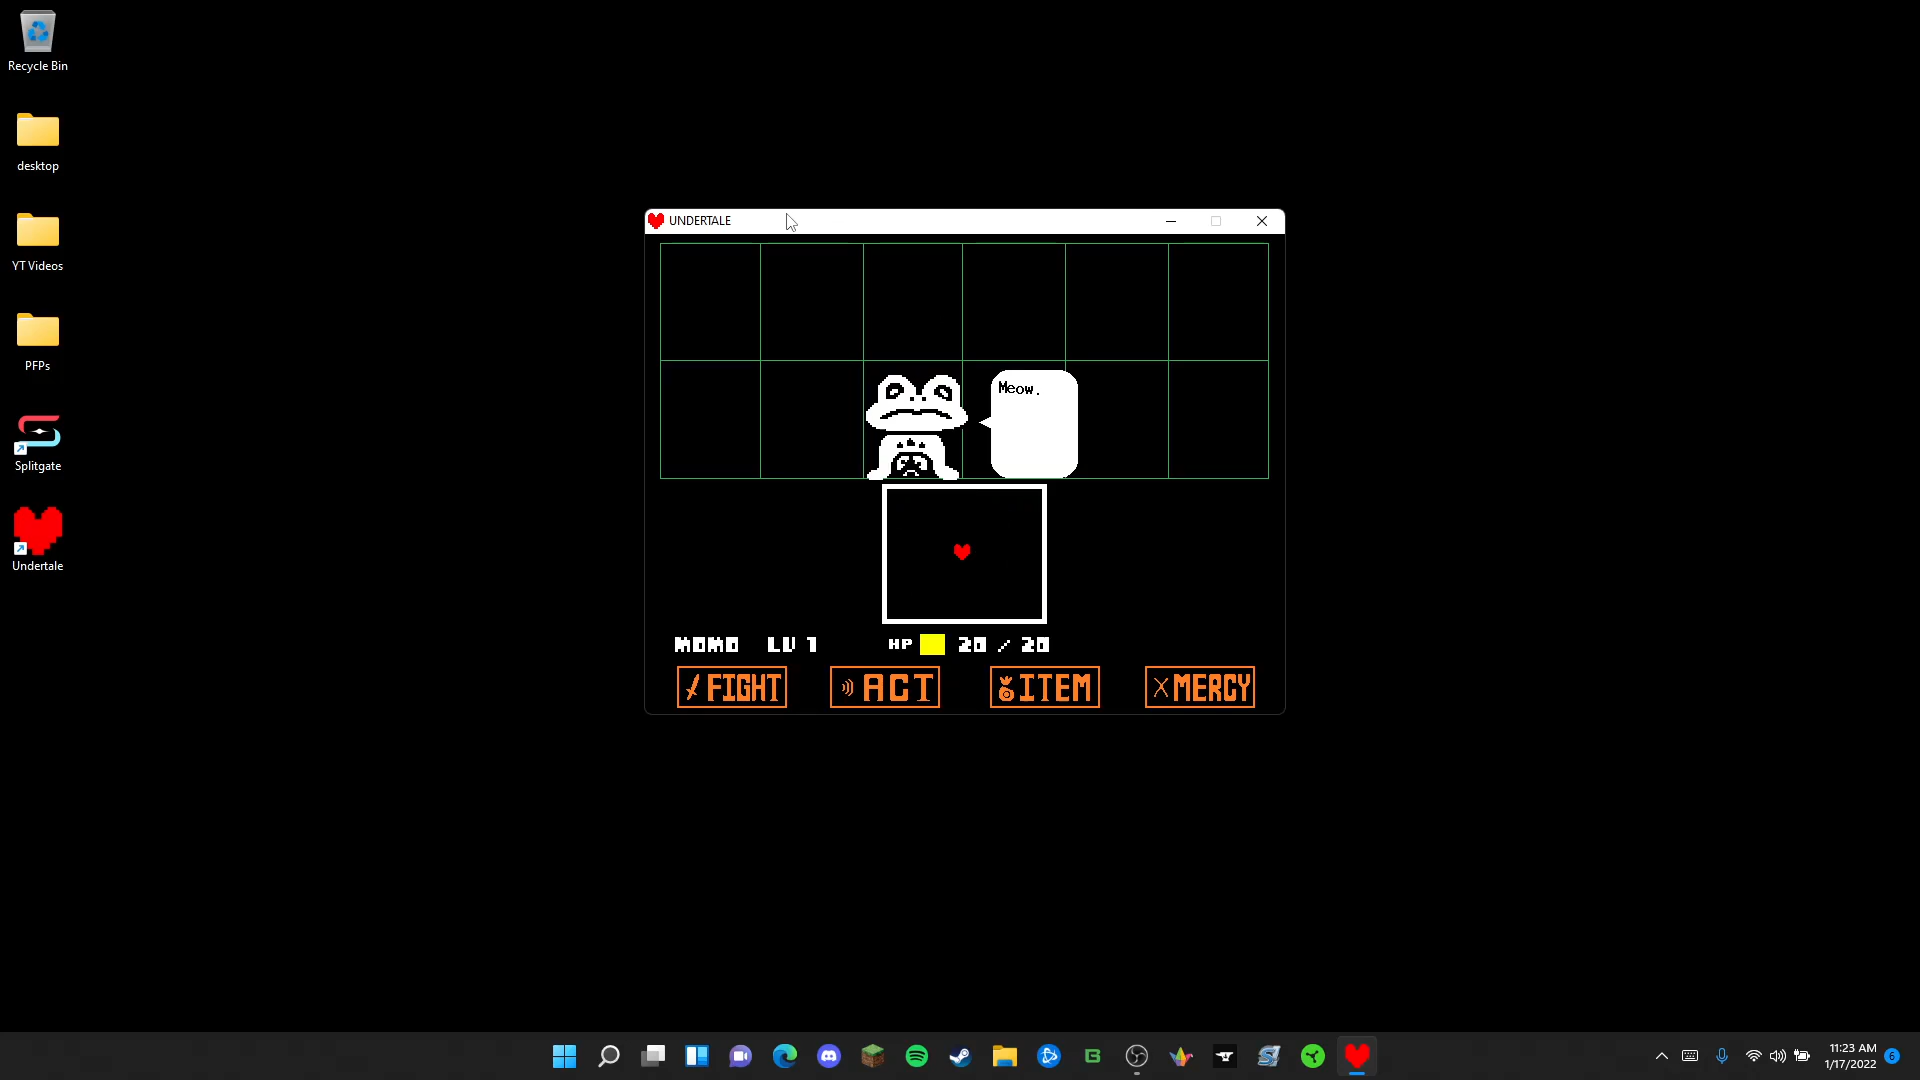 Recycle Bin
desktop
YT Videos
PFPs
Splitgate
Undertale
UNDERTALE
Meow.
MOMO LV 1 HP 20 / 20
FIGHT ACT ITEM MERCY
11:23 AM
1/17/2022
6